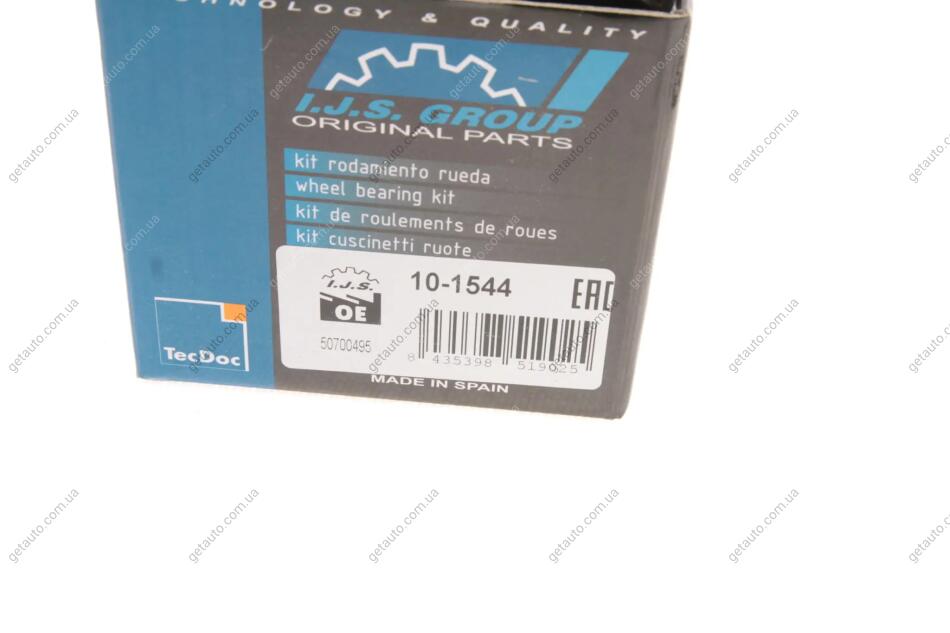 HNOLOGY & QUALITY
I.J.S. GROUP
ORIGINAL PARTS
kit rodamiento rueda
wheel bearing kit
kit de roulements de roues
kit cuscinetti ruote
I.J.S.
OE
50700495
10-1544
EAC
8 435398 519025
TecDoc
MADE IN SPAIN
getauto.com.ua